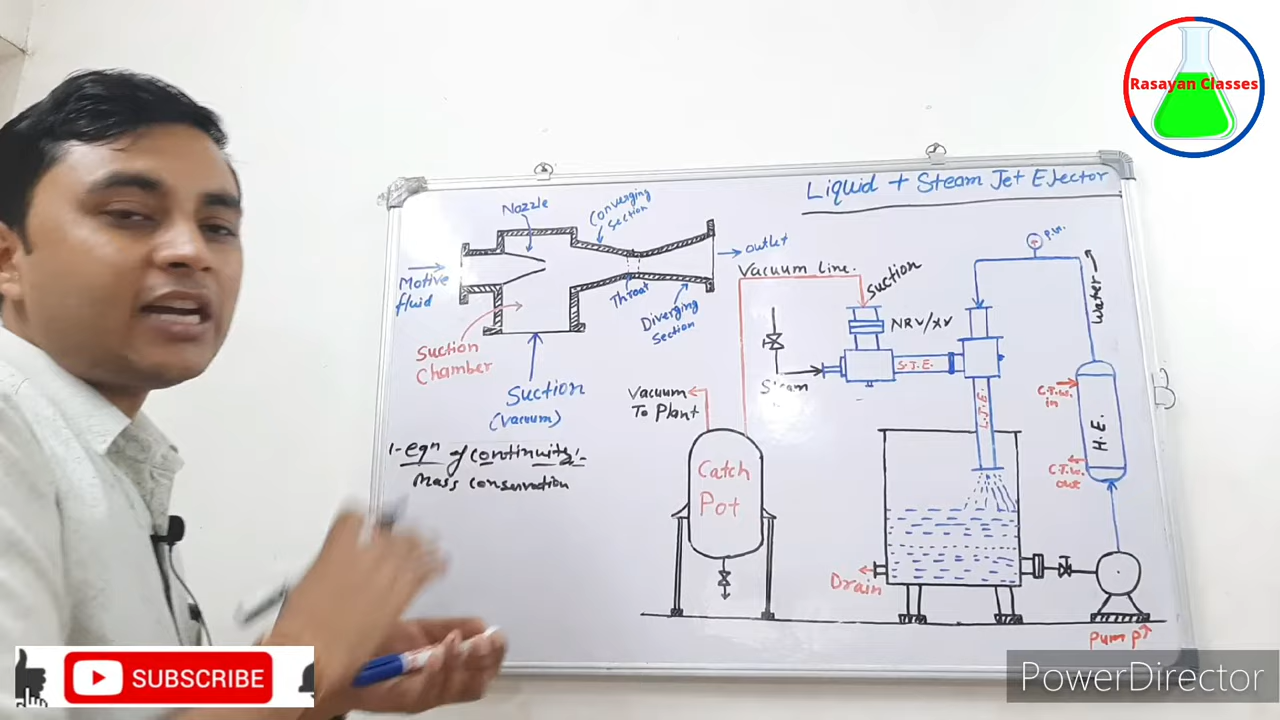 Rasayan Classes
Liquid + Steam Jet Ejector
Nozzle
Converging
Section
outlet
Motive
fluid
Throat
Diverging
Section
Suction
Chamber
Suction
(Vacuum)
1- eqn of continuity:-
Mass conservation
Vacuum line.
Suction
NRV/XV
S.J.E.
Steam
Vacuum
To Plant
Catch
Pot
L.J.E.
Water
C.T.W.
in
H.E.
C.T.W.
out
Drain
Pump
SUBSCRIBE
PowerDirector